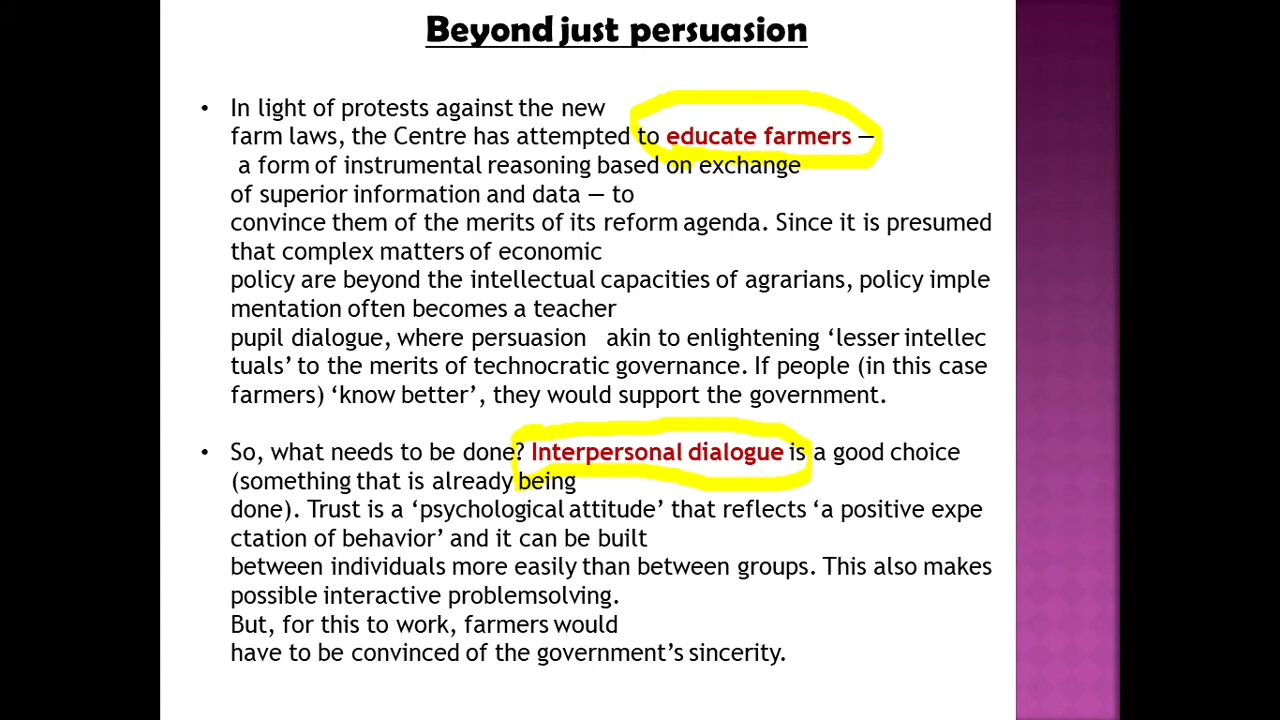 Beyond just persuasion
• In light of protests against the new
farm laws, the Centre has attempted to educate farmers —
a form of instrumental reasoning based on exchange
of superior information and data — to
convince them of the merits of its reform agenda. Since it is presumed
that complex matters of economic
policy are beyond the intellectual capacities of agrarians, policy imple
mentation often becomes a teacher
pupil dialogue, where persuasion akin to enlightening ‘lesser intellec
tuals’ to the merits of technocratic governance. If people (in this case
farmers) ‘know better’, they would support the government.
• So, what needs to be done? Interpersonal dialogue is a good choice
(something that is already being
done). Trust is a ‘psychological attitude’ that reflects ‘a positive expe
ctation of behavior’ and it can be built
between individuals more easily than between groups. This also makes
possible interactive problemsolving.
But, for this to work, farmers would
have to be convinced of the government’s sincerity.